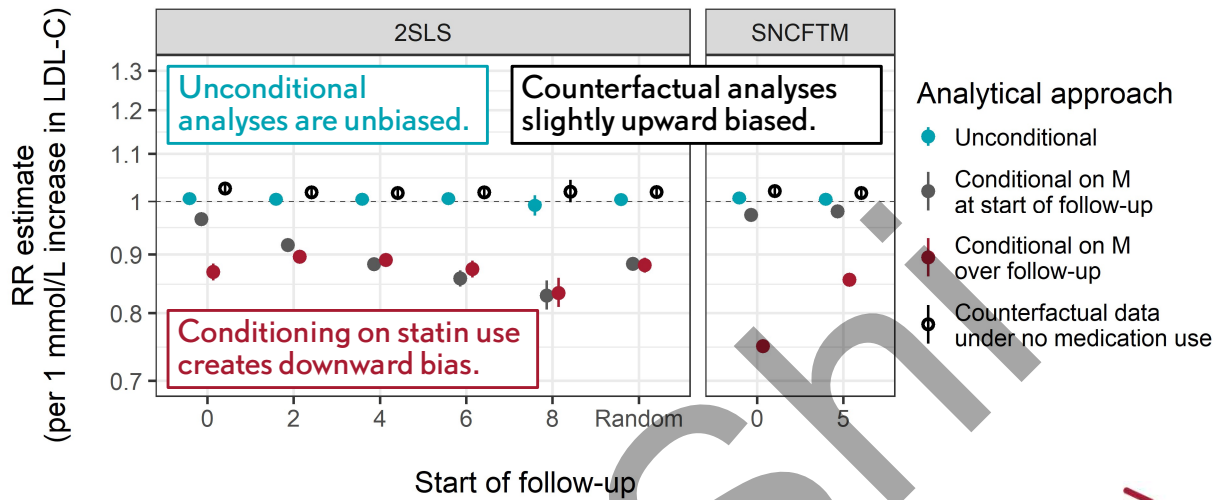 2SLS
SNCFTM
Unconditional
analyses are unbiased.
Counterfactual analyses
slightly upward biased.
Conditioning on statin use
creates downward bias.
RR estimate
(per 1 mmol/L increase in LDL-C)
1.3
1.2
1.1
1
0.9
0.8
0.7
0 2 4 6 8 Random
0 5
Start of follow-up
Analytical approach
Unconditional
Conditional on M
at start of follow-up
Conditional on M
over follow-up
Counterfactual data
under no medication use